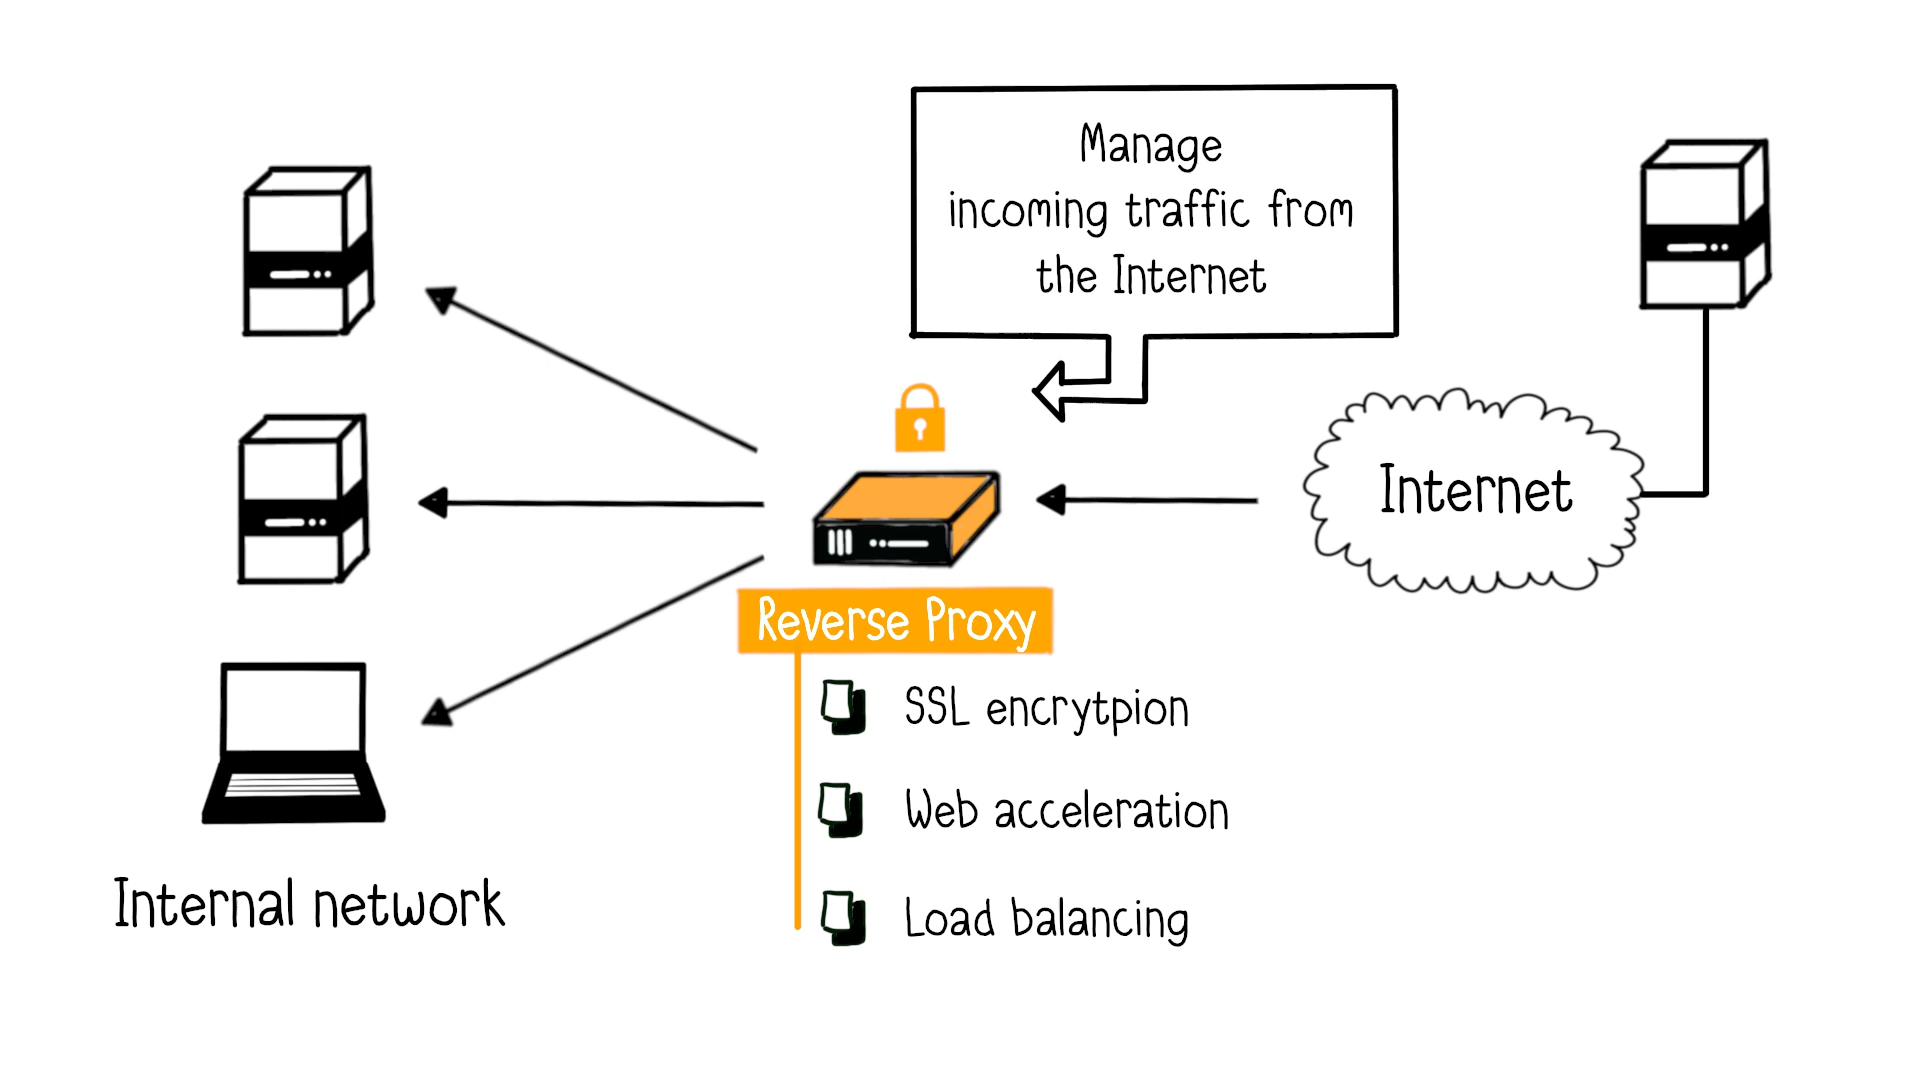 Manage
incoming traffic from
the Internet
Internet
Reverse Proxy
SSL encrytpion
Web acceleration
Load balancing
Internal network